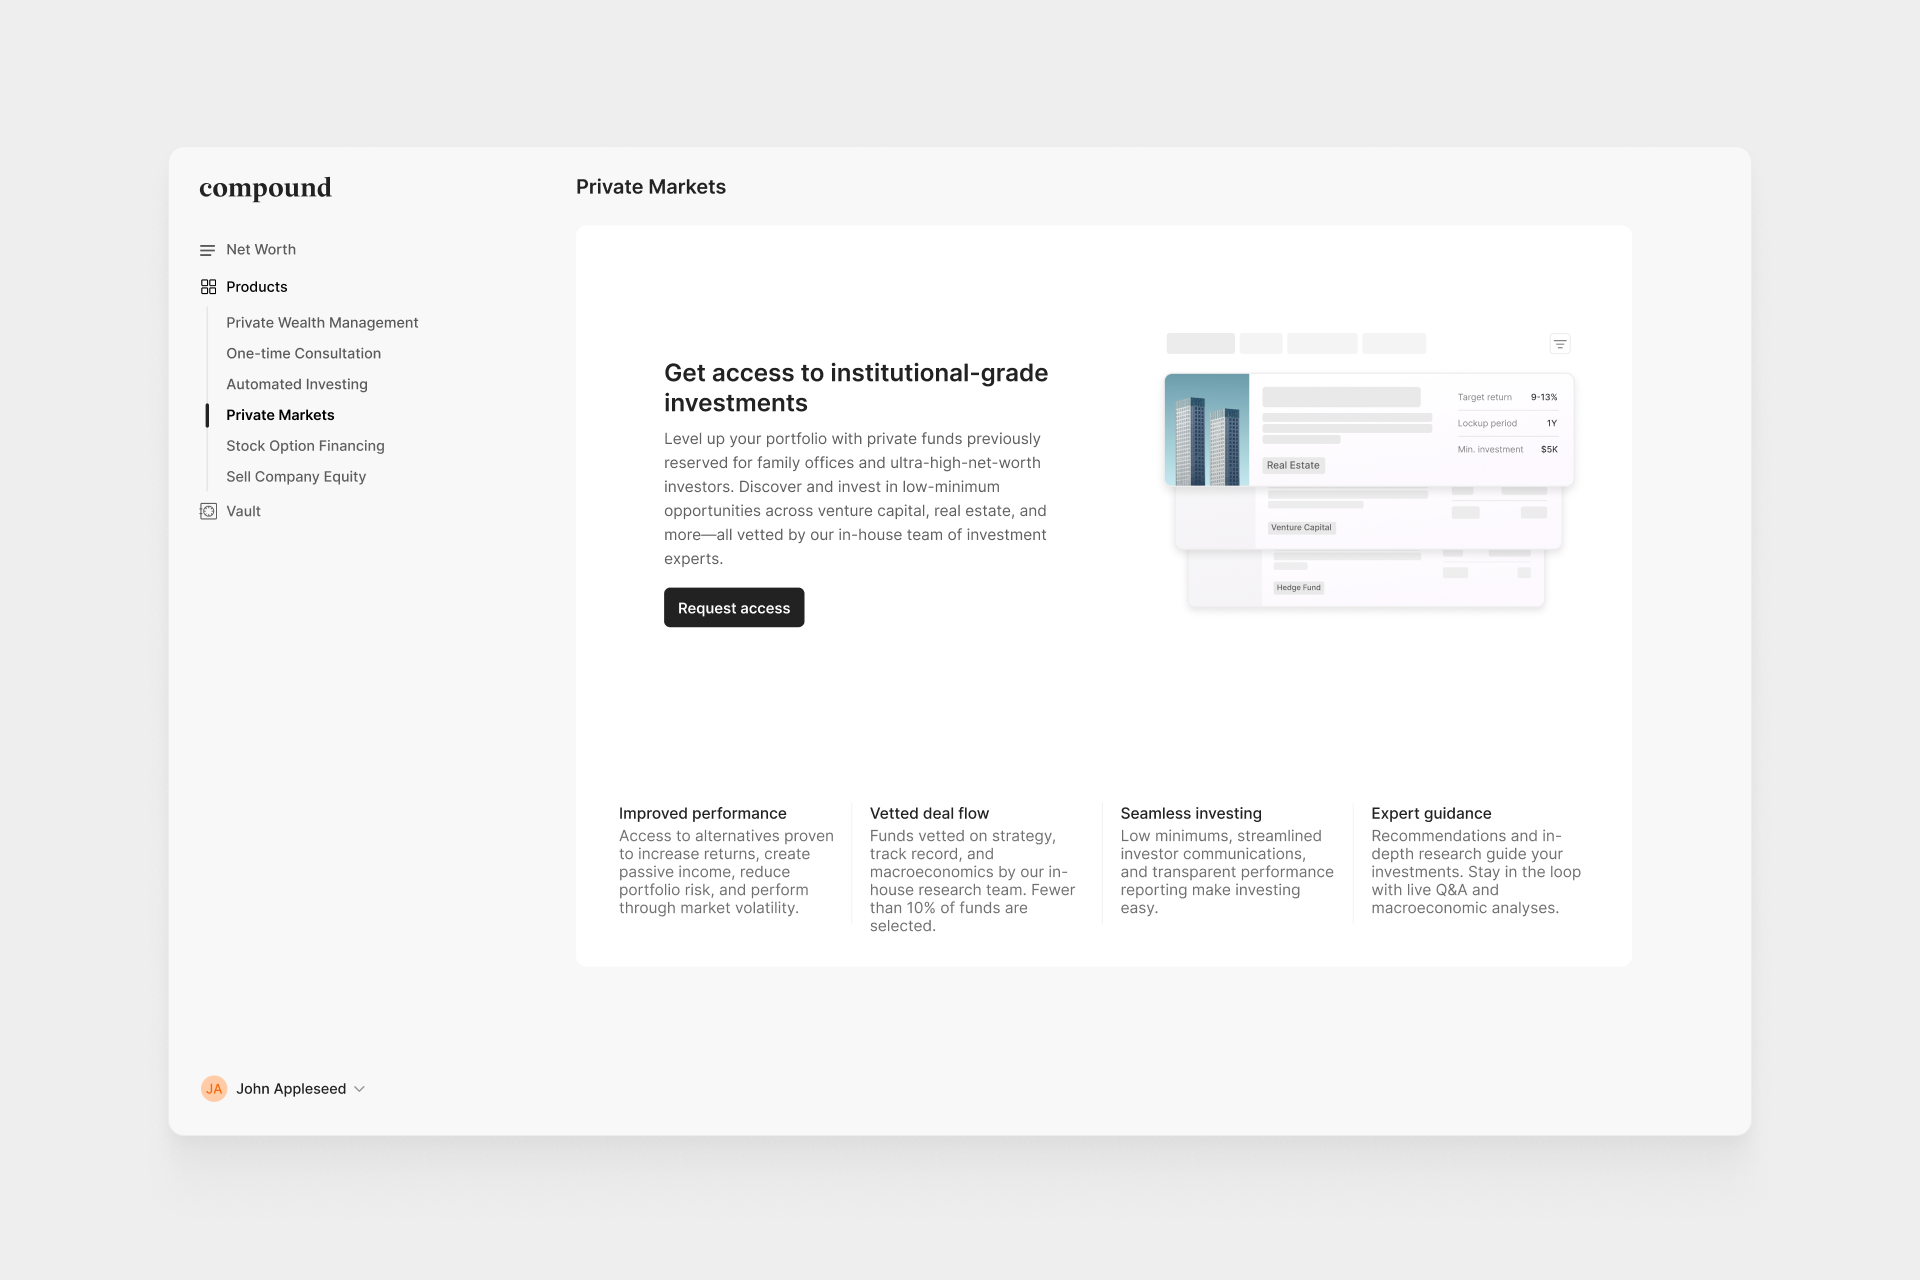 compound
Net Worth
Products
Private Wealth Management
One-time Consultation
Automated Investing
Private Markets
Stock Option Financing
Sell Company Equity
Vault
JA John Appleseed
Private Markets
Get access to institutional-grade
investments
Level up your portfolio with private funds previously
reserved for family offices and ultra-high-net-worth
investors. Discover and invest in low-minimum
opportunities across venture capital, real estate, and
more—all vetted by our in-house team of investment
experts.
Request access
Target return 9-13%
Lockup period 1Y
Min. investment $5K
Real Estate
Venture Capital
Hedge Fund
Improved performance
Access to alternatives proven
to increase returns, create
passive income, reduce
portfolio risk, and perform
through market volatility.
Vetted deal flow
Funds vetted on strategy,
track record, and
macroeconomics by our in-
house research team. Fewer
than 10% of funds are
selected.
Seamless investing
Low minimums, streamlined
investor communications,
and transparent performance
reporting make investing
easy.
Expert guidance
Recommendations and in-
depth research guide your
investments. Stay in the loop
with live Q&A and
macroeconomic analyses.